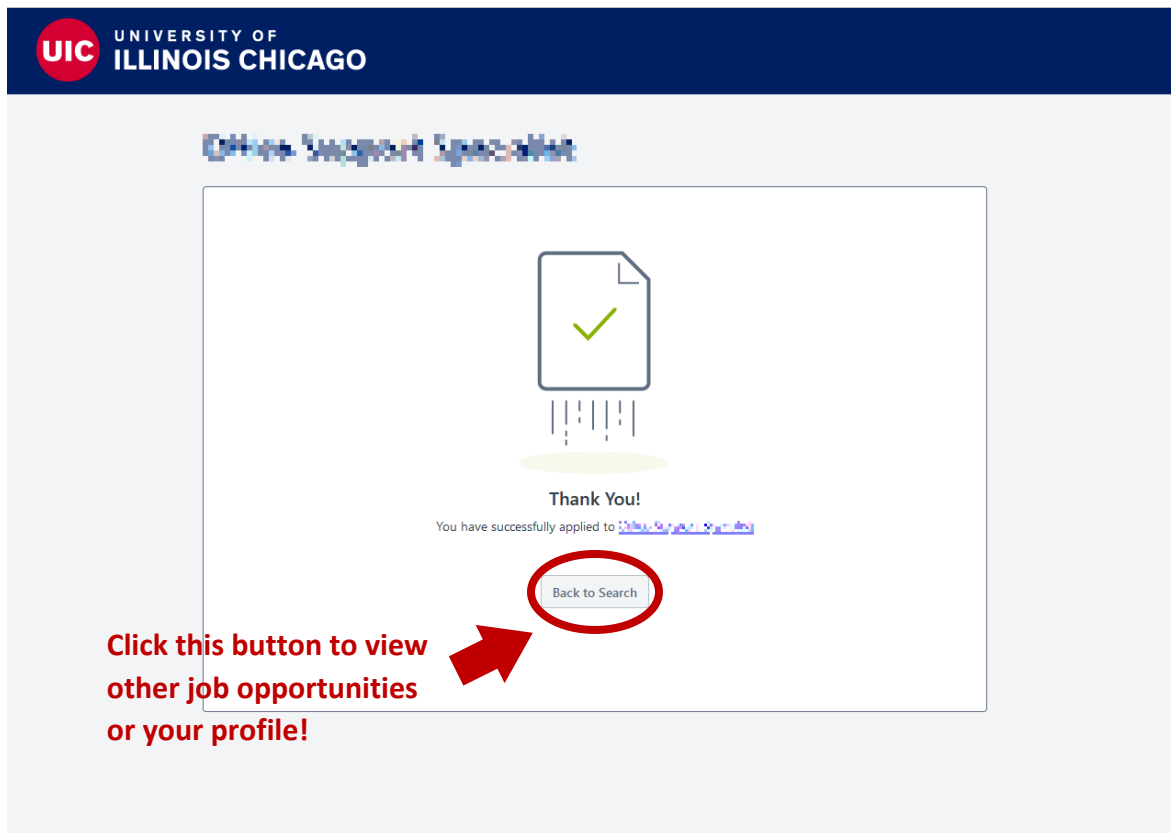 UIC
UNIVERSITY OF
ILLINOIS CHICAGO
Thank You!
You have successfully applied to
Back to Search
Click this button to view
other job opportunities
or your profile!